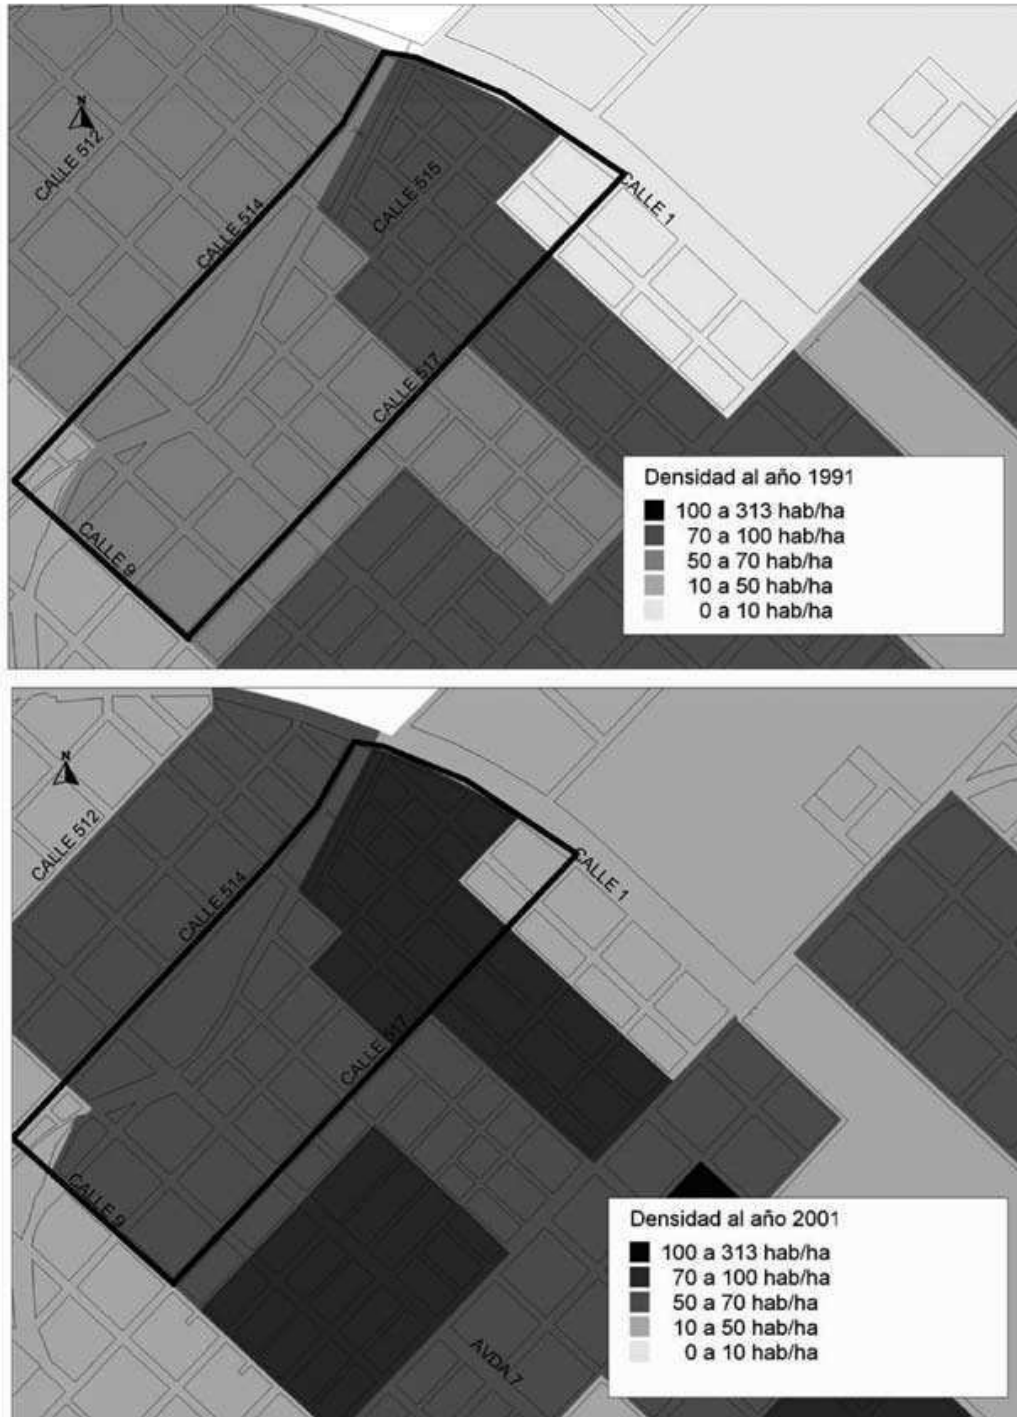 N
CALLE 512
CALLE 514
CALLE 515
CALLE 1
CALLE 517
CALLE 9
Densidad al año 1991
100 a 313 hab/ha
70 a 100 hab/ha
50 a 70 hab/ha
10 a 50 hab/ha
0 a 10 hab/ha
N
CALLE 512
CALLE 514
CALLE 1
CALLE 517
CALLE 9
AVDA 7
Densidad al año 2001
100 a 313 hab/ha
70 a 100 hab/ha
50 a 70 hab/ha
10 a 50 hab/ha
0 a 10 hab/ha